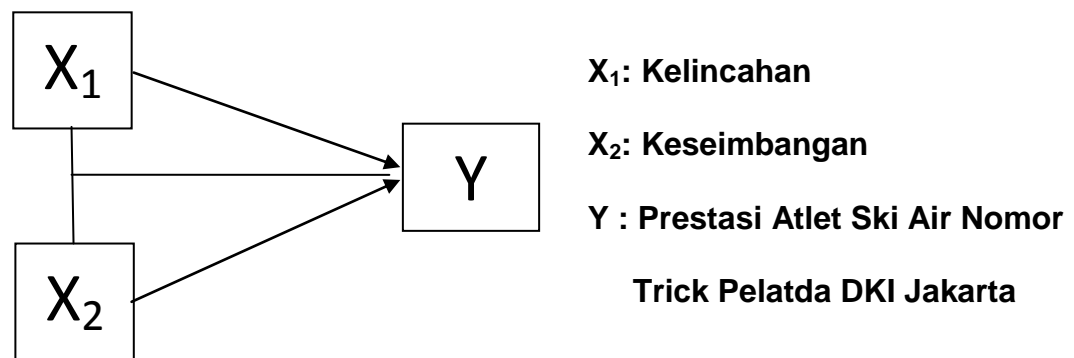 X₁
X₂
Y
X₁: Kelincahan
X₂: Keseimbangan
Y : Prestasi Atlet Ski Air Nomor
Trick Pelatda DKI Jakarta